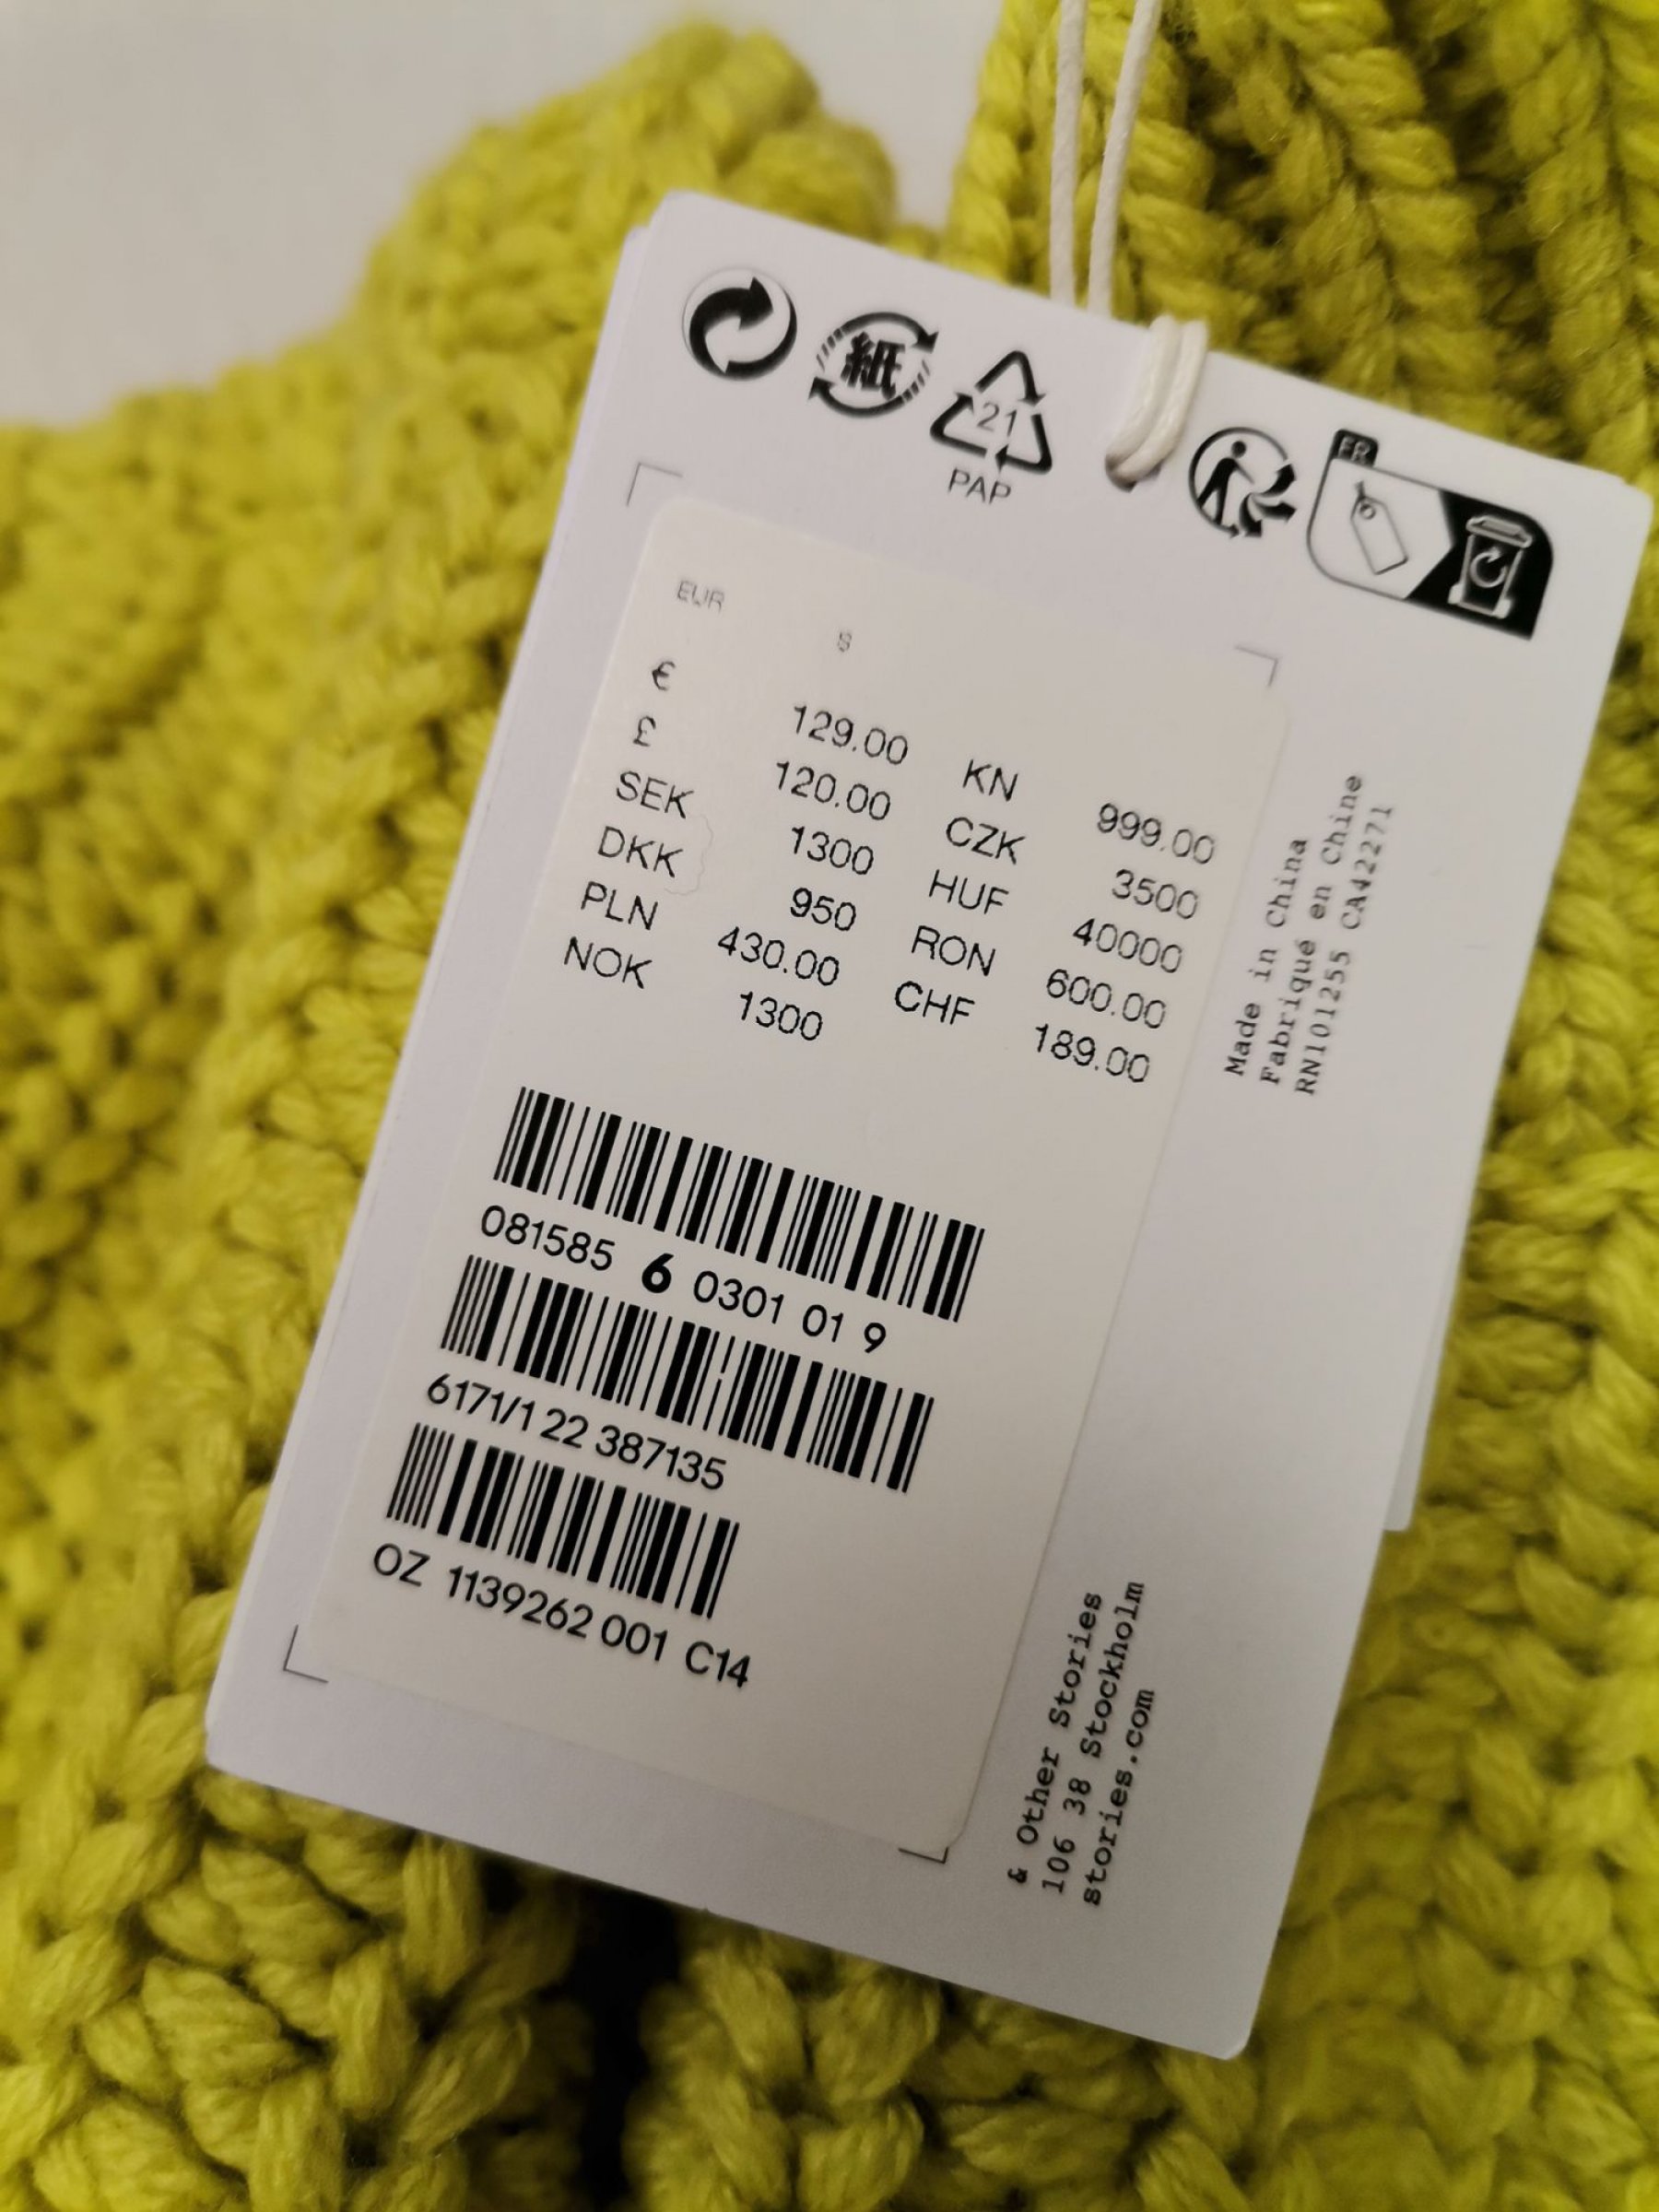 紙
21
PAP
FR
EUR S
€ 129.00 KN 999.00
£ 120.00 CZK 3500
SEK 1300 HUF 40000
DKK 950 RON 600.00
PLN 430.00 CHF 189.00
NOK 1300
081585 6 0301 01 9
6171/1 22 387135
OZ 1139262 001 C14
Made in China
Fabriqué en Chine
RN101255 CA42271
& Other Stories
106 38 Stockholm
stories.com